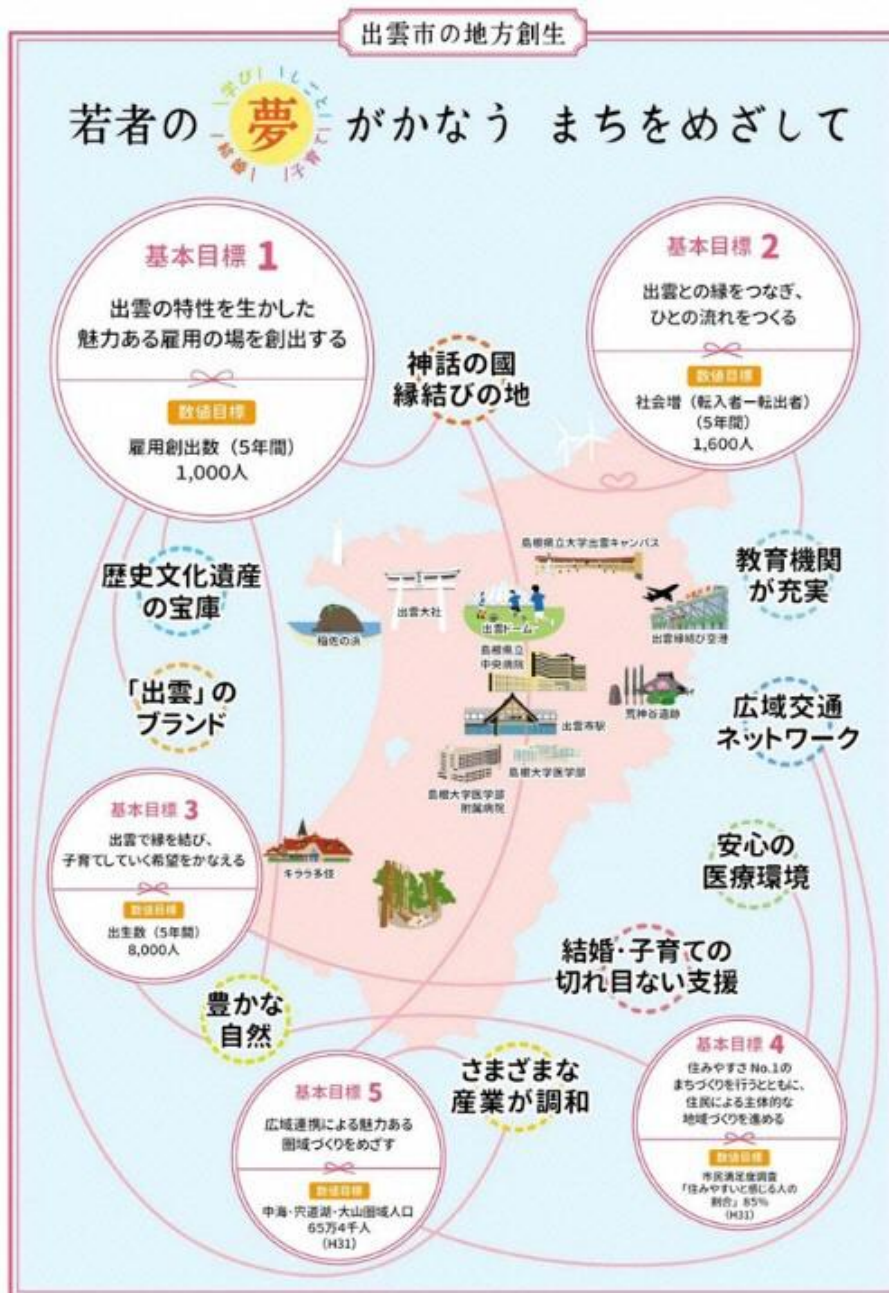 出雲市の地方創生
若者の夢がかなう まちをめざして
学び
しごと
結婚
子育て
基本目標 1
出雲の特性を生かした
魅力ある雇用の場を創出する
数値目標
雇用創出数（5年間）
1,000人
基本目標 2
出雲との縁をつなぎ、
ひとの流れをつくる
数値目標
社会増（転入者ー転出者）
（5年間）
1,600人
神話の國
縁結びの地
歴史文化遺産
の宝庫
教育機関
が充実
「出雲」の
ブランド
広域交通
ネットワーク
島根県立大学出雲キャンパス
出雲大社
稲佐の浜
出雲ドーム
出雲縁結び空港
島根県立
中央病院
荒神谷遺跡
出雲市駅
島根大学医学部
島根大学医学部
附属病院
キララ多伎
基本目標 3
出雲で縁を結び、
子育てしていく希望をかなえる
数値目標
出生数（5年間）
8,000人
安心の
医療環境
結婚・子育ての
切れ目ない支援
豊かな
自然
さまざまな
産業が調和
基本目標 4
住みやすさ No.1の
まちづくりを行うとともに、
住民による主体的な
地域づくりを進める
数値目標
市民満足度調査
「住みやすいと感じる人の
割合」85%
（H31）
基本目標 5
広域連携による魅力ある
圏域づくりをめざす
数値目標
中海・宍道湖・大山圏域人口
65万4千人
（H31）